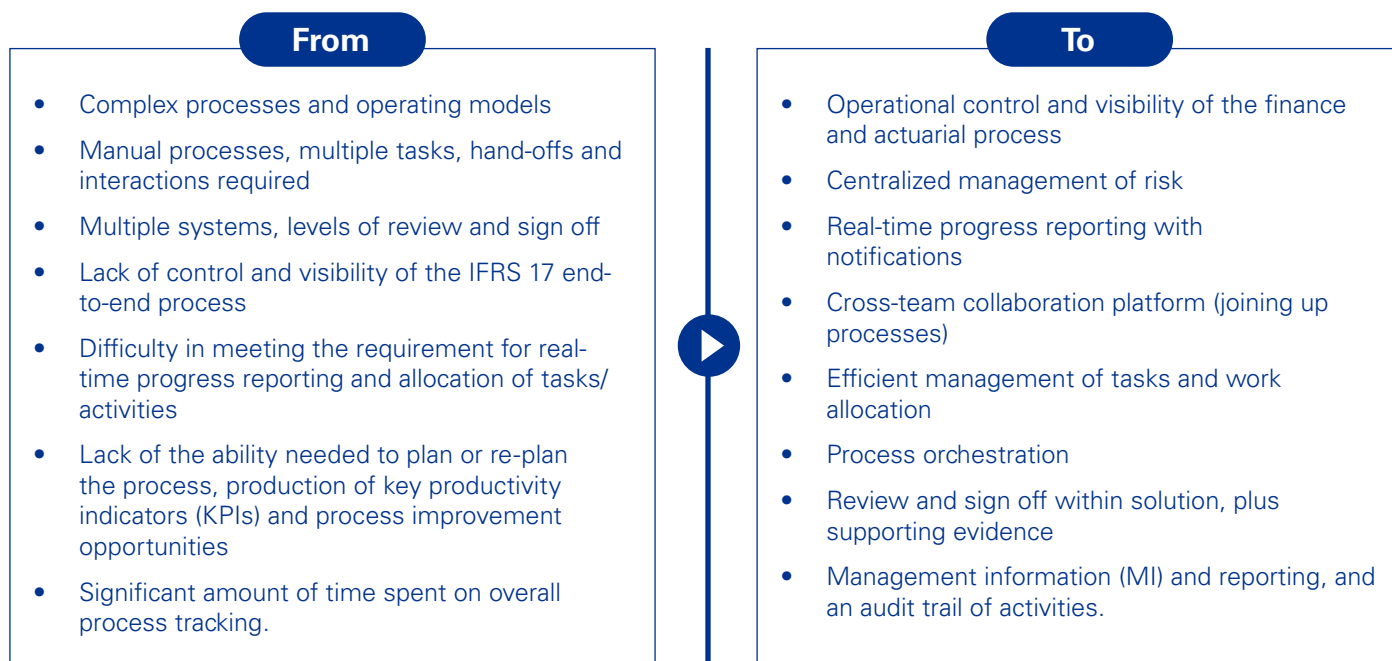 From
• Complex processes and operating models
• Manual processes, multiple tasks, hand-offs and
interactions required
• Multiple systems, levels of review and sign off
• Lack of control and visibility of the IFRS 17 end-
to-end process
• Difficulty in meeting the requirement for real-
time progress reporting and allocation of tasks/
activities
• Lack of the ability needed to plan or re-plan
the process, production of key productivity
indicators (KPIs) and process improvement
opportunities
• Significant amount of time spent on overall
process tracking.
To
• Operational control and visibility of the finance
and actuarial process
• Centralized management of risk
• Real-time progress reporting with
notifications
• Cross-team collaboration platform (joining up
processes)
• Efficient management of tasks and work
allocation
• Process orchestration
• Review and sign off within solution, plus
supporting evidence
• Management information (MI) and reporting, and
an audit trail of activities.